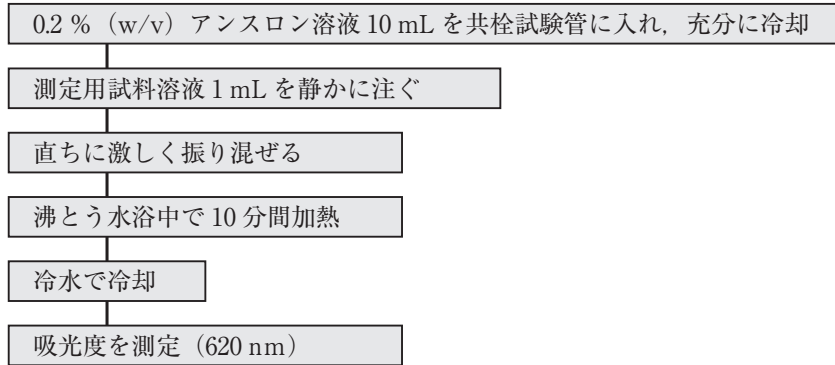 0.2 %（w/v）アンスロン溶液 10 mL を共栓試験管に入れ，充分に冷却
測定用試料溶液 1 mL を静かに注ぐ
直ちに激しく振り混ぜる
沸とう水浴中で 10 分間加熱
冷水で冷却
吸光度を測定（620 nm）